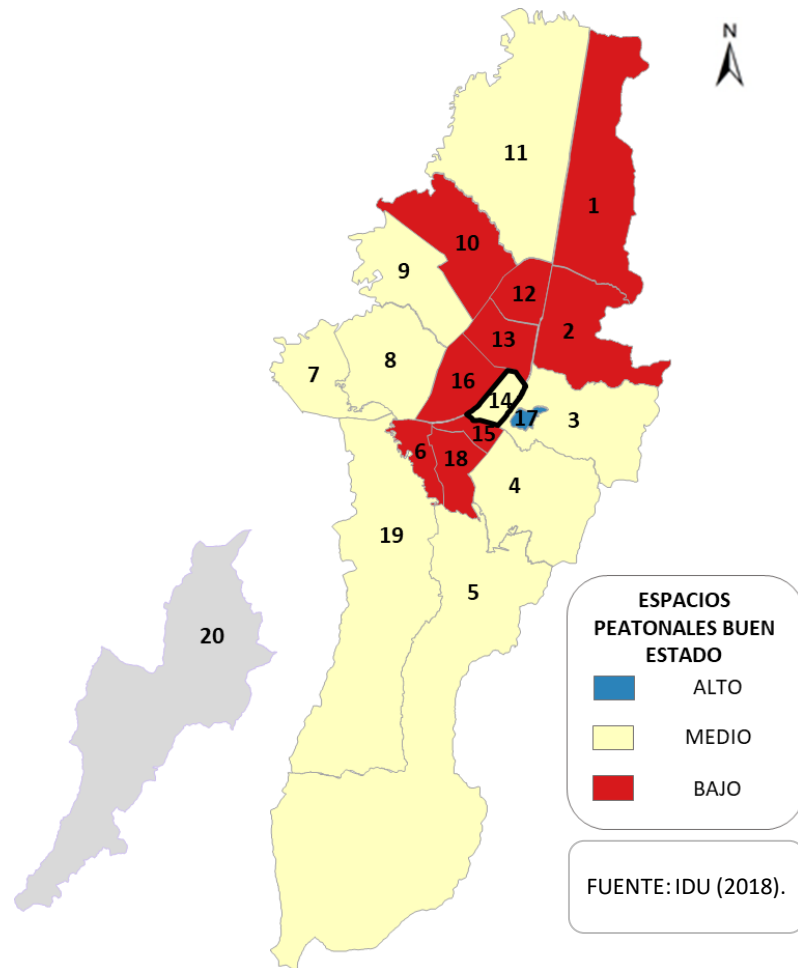 N
11
1
10
9
12
2
13
8
7
16
14
17
3
15
6
18
4
19
5
20
ESPACIOS
PEATONALES BUEN
ESTADO
ALTO
MEDIO
BAJO
FUENTE: IDU (2018).